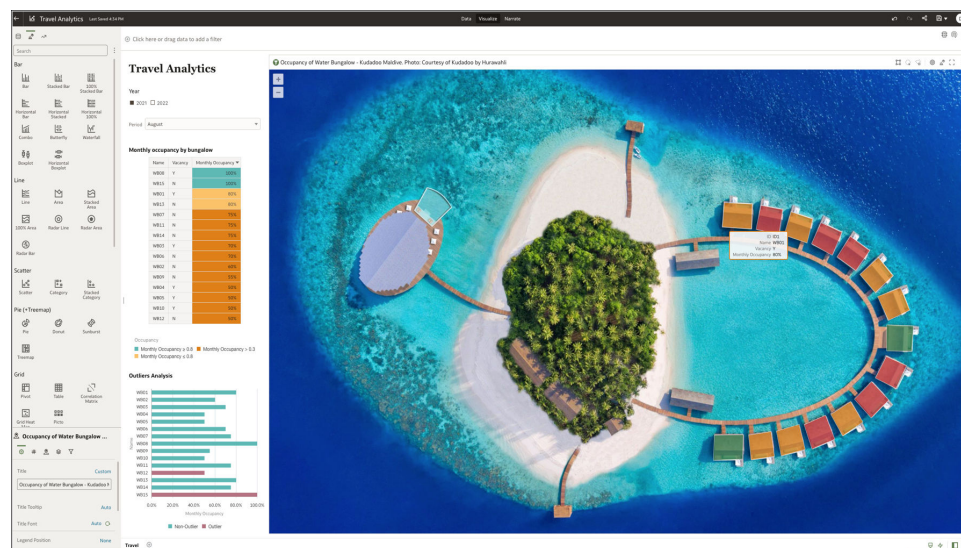 Travel Analytics Last Saved 4:34 PM
Data Visualize Narrate
Click here or drag data to add a filter
Search
Bar
Bar Stacked Bar 100% Stacked Bar
Horizontal Bar Horizontal Stacked Horizontal 100%
Combo Butterfly Waterfall
Boxplot Horizontal Boxplot
Line
Line Area Stacked Area
100% Area Radar Line Radar Area
Radar Bar
Scatter
Scatter Category Stacked Category
Pie (+Treemap)
Pie Donut Sunburst
Treemap
Grid
Pivot Table Correlation Matrix
Grid Heat Picto
Occupancy of Water Bungalow ...
Title Custom
Occupancy of Water Bungalow - Kudadoo
Title Tooltip Auto
Title Font Auto
Legend Position None
Travel Analytics
Year
2021 2022
Period August
Monthly occupancy by bungalow
Name Vacancy Monthly Occupancy
WB08 Y 100%
WB15 N 100%
WB01 Y 80%
WB13 N 80%
WB07 N 75%
WB11 N 75%
WB14 N 75%
WB03 Y 70%
WB06 N 70%
WB02 N 60%
WB09 N 55%
WB04 Y 50%
WB05 Y 50%
WB10 Y 50%
WB12 N 50%
Occupancy
Monthly Occupancy ≥ 0.8 Monthly Occupancy > 0.3
Monthly Occupancy ≤ 0.8
Outliers Analysis
WB01
WB02
WB03
WB04
WB05
WB06
WB07
WB08
WB09
WB10
WB11
WB12
WB13
WB14
WB15
Name
0.0% 20.0% 40.0% 60.0% 80.0% 100.0%
Monthly Occupancy
Non-Outlier Outlier
Occupancy of Water Bungalow - Kudadoo Maldive. Photo: Courtesy of Kudadoo by Hurawahli
ID ID1
Name WB01
Vacancy Y
Monthly Occupancy 80%
Travel